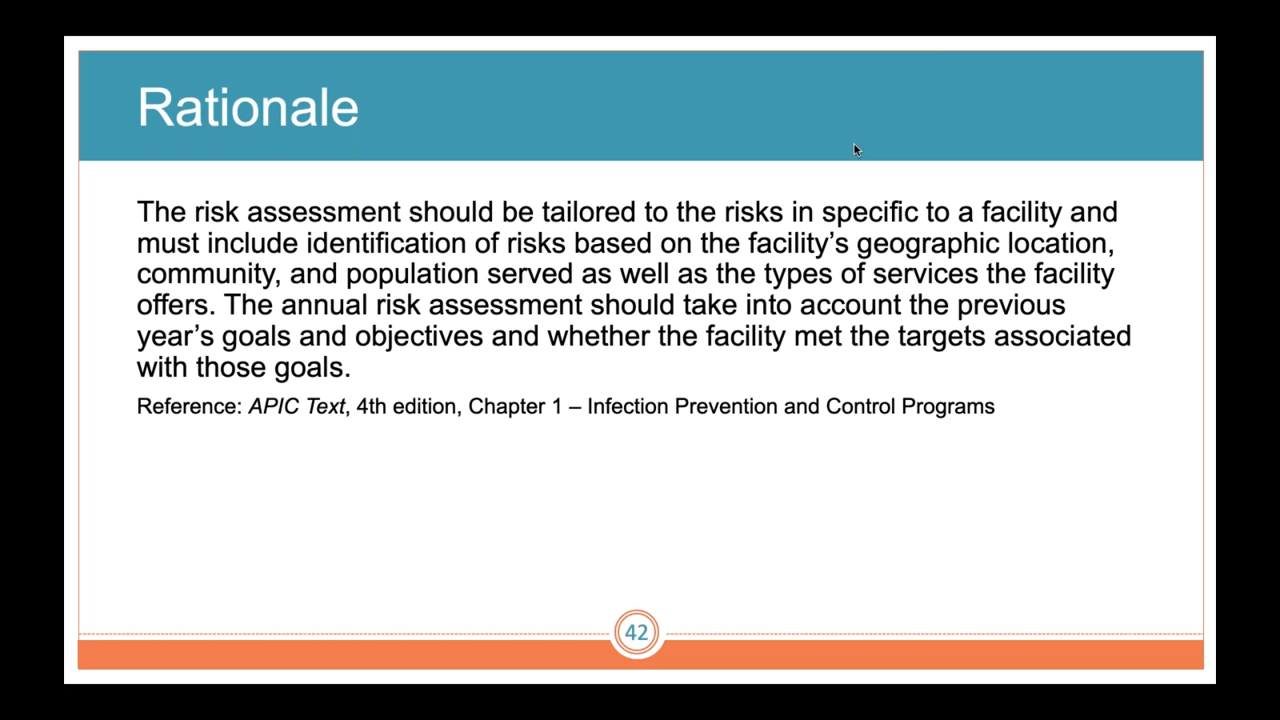 Rationale
The risk assessment should be tailored to the risks in specific to a facility and
must include identification of risks based on the facility’s geographic location,
community, and population served as well as the types of services the facility
offers. The annual risk assessment should take into account the previous
year’s goals and objectives and whether the facility met the targets associated
with those goals.
Reference: APIC Text, 4th edition, Chapter 1 – Infection Prevention and Control Programs
42